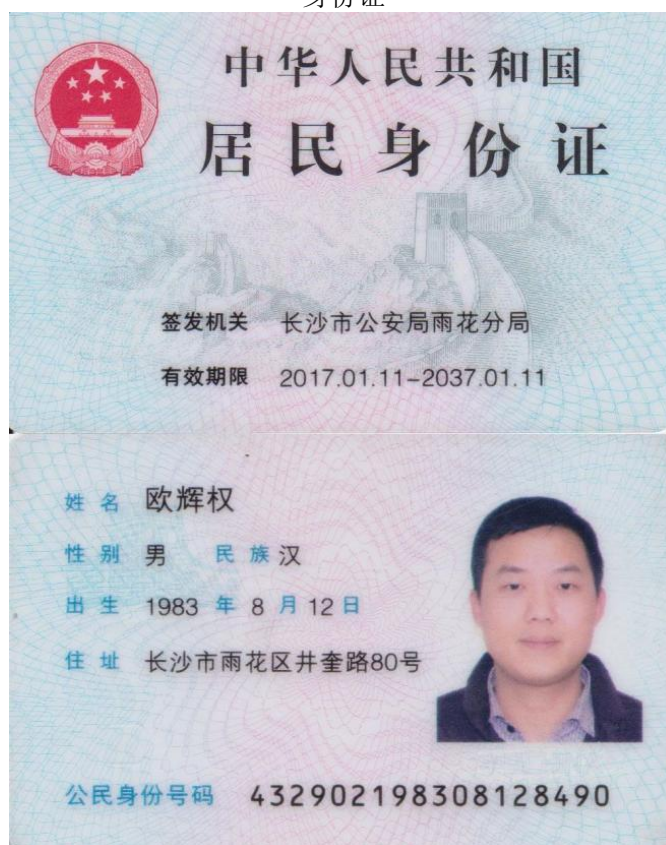 身份证
中华人民共和国
居民身份证
签发机关 长沙市公安局雨花分局
有效期限 2017.01.11-2037.01.11
姓名 欧辉权
性别 男 民族 汉
出生 1983 年 8 月 12 日
住址 长沙市雨花区井奎路80号
公民身份号码 432902198308128490